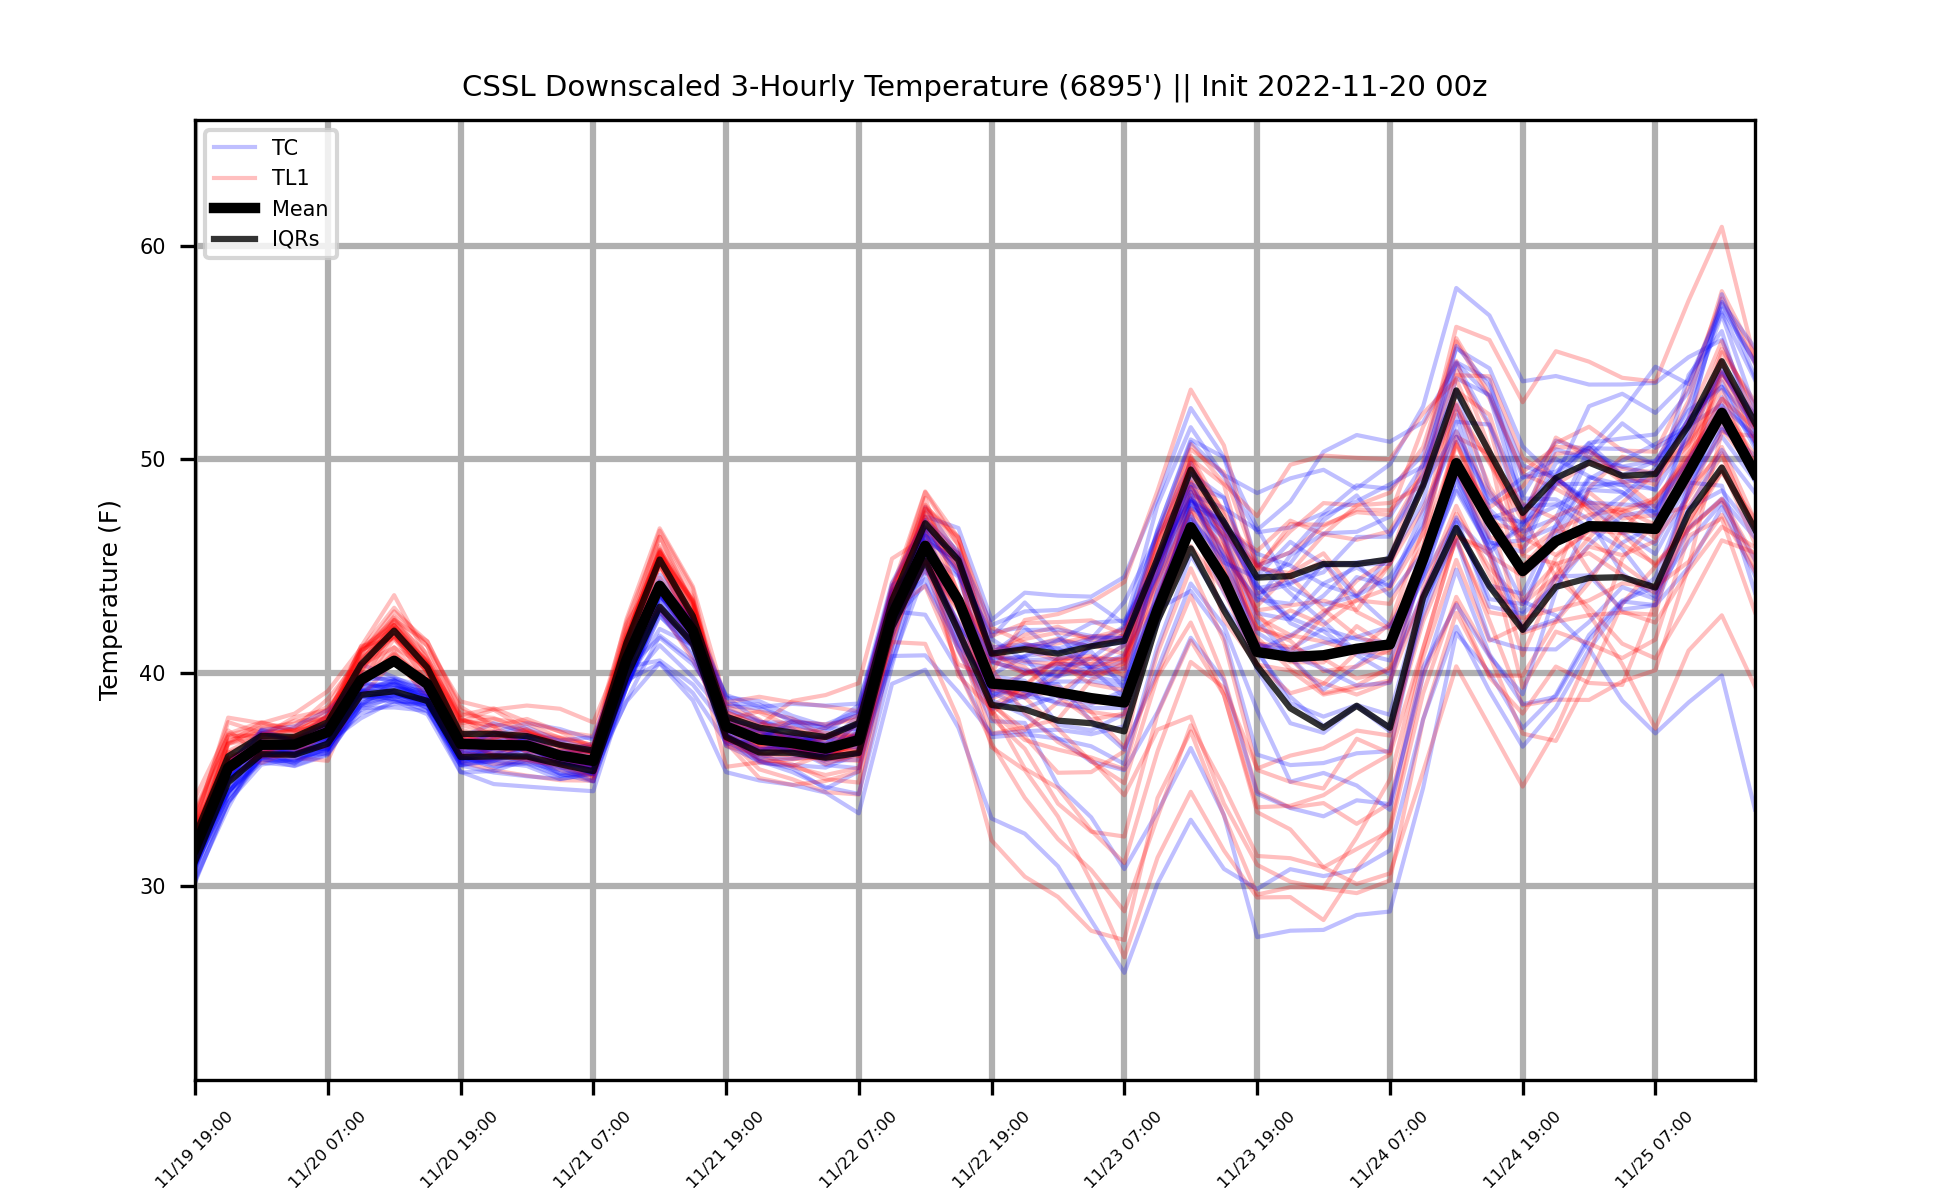 CSSL Downscaled 3-Hourly Temperature (6895') || Init 2022-11-20 00z
TC
TL1
Mean
IQRs
Temperature (F)
60
50
40
30
11/19 19:00
11/20 07:00
11/20 19:00
11/21 07:00
11/21 19:00
11/22 07:00
11/22 19:00
11/23 07:00
11/23 19:00
11/24 07:00
11/24 19:00
11/25 07:00